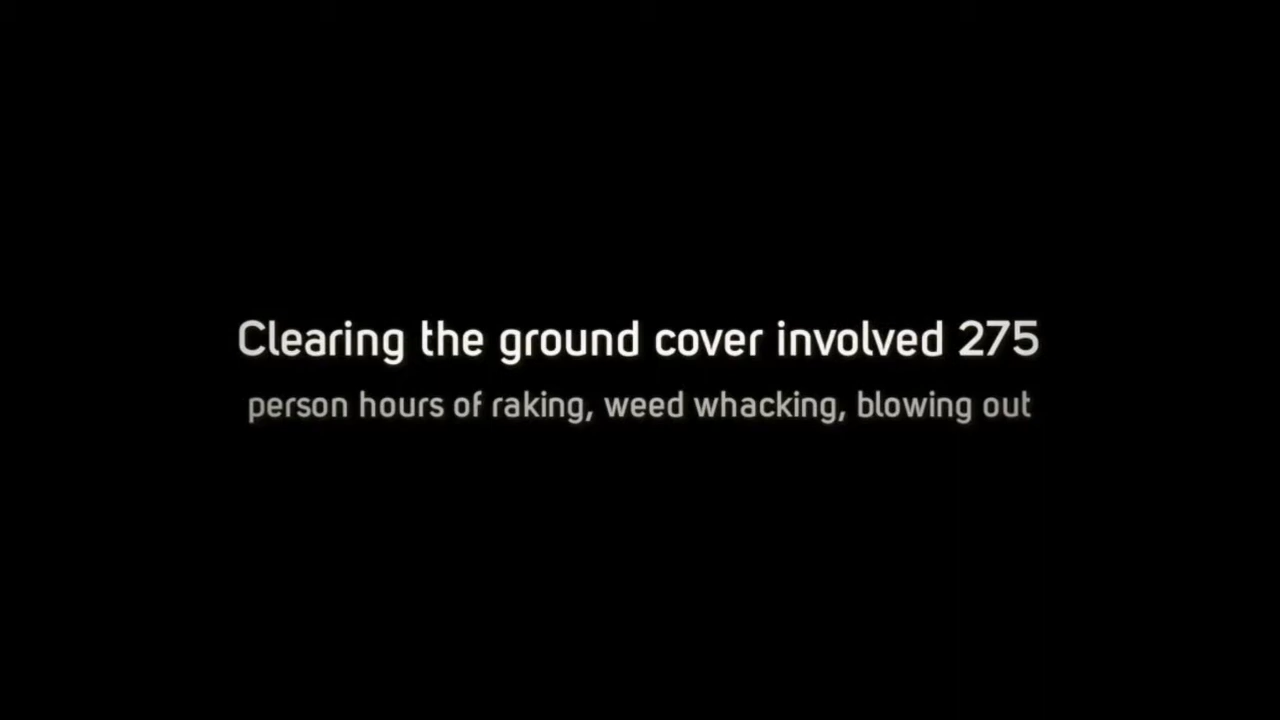 Clearing the ground cover involved 275
person hours of raking, weed whacking, blowing out